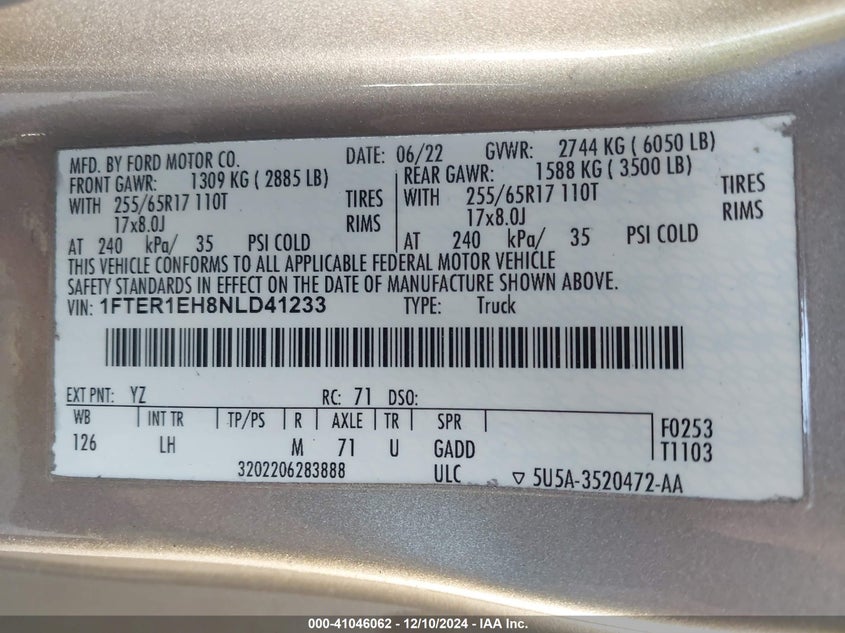 MFD. BY FORD MOTOR CO. DATE: 06/22 GVWR: 2744 KG ( 6050 LB)
FRONT GAWR: 1309 KG ( 2885 LB) REAR GAWR: 1588 KG ( 3500 LB)
WITH 255/65R17 110T TIRES WITH 255/65R17 110T TIRES
17x8.0J RIMS 17x8.0J RIMS
AT 240 kPa/ 35 PSI COLD AT 240 kPa/ 35 PSI COLD
THIS VEHICLE CONFORMS TO ALL APPLICABLE FEDERAL MOTOR VEHICLE
SAFETY STANDARDS IN EFFECT ON THE DATE OF MANUFACTURE SHOWN ABOVE.
VIN: 1FTER1EH8NLD41233 TYPE: Truck
EXT PNT: YZ RC: 71 DSO:
WB INT TR TP/PS R AXLE TR SPR F0253
126 LH M 71 U GADD T1103
3202206283888 ULC ▽ 5U5A-3520472-AA
000-41046062 - 12/10/2024 - IAA Inc.